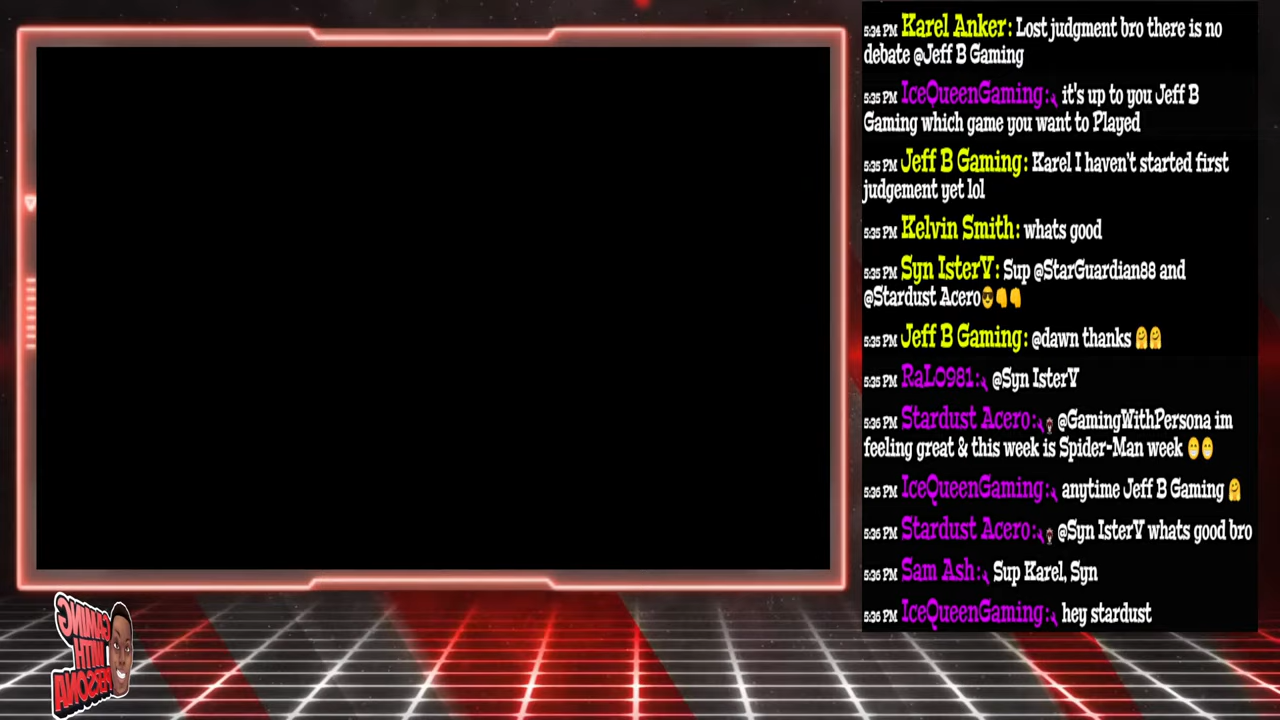 5:34 PM Karel Anker: Lost judgment bro there is no
debate @Jeff B Gaming
5:35 PM IceQueenGaming: it's up to you Jeff B
Gaming which game you want to Played
5:35 PM Jeff B Gaming: Karel I haven't started first
judgement yet lol
5:35 PM Kelvin Smith: whats good
5:35 PM Syn IsterV: Sup @StarGuardian88 and
@Stardust Acero😎👊👊
5:35 PM Jeff B Gaming: @dawn thanks 🤗🤗
5:35 PM RaLO981: @Syn IsterV
5:36 PM Stardust Acero: @GamingWithPersona im
feeling great & this week is Spider-Man week 😁😁
5:36 PM IceQueenGaming: anytime Jeff B Gaming 🤗
5:36 PM Stardust Acero: @Syn IsterV whats good bro
5:36 PM Sam Ash: Sup Karel, Syn
5:36 PM IceQueenGaming: hey stardust
GAMING
WITH
PERSONA